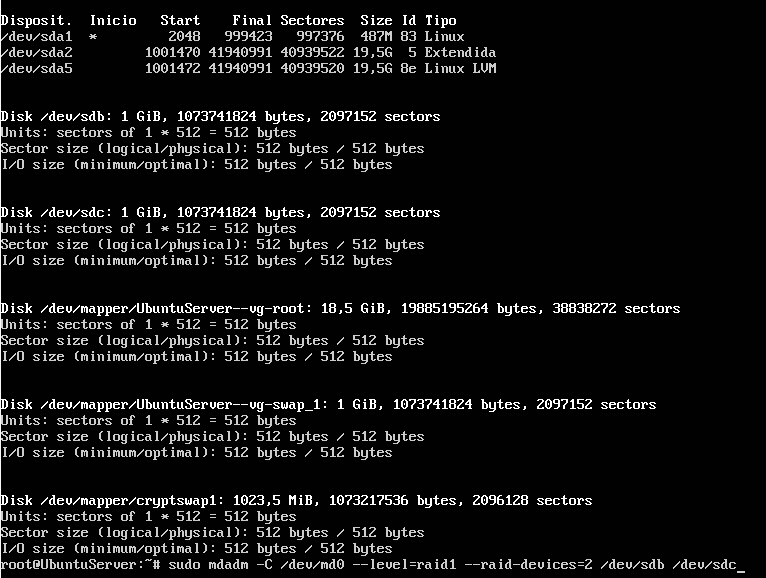 Disposit.  Inicio   Start    Final Sectores  Size Id Tipo
/dev/sda1  *         2048   999423   997376  487M 83 Linux
/dev/sda2         1001470 41940991 40939522 19,5G  5 Extendida
/dev/sda5         1001472 41940991 40939520 19,5G 8e Linux LVM
Disk /dev/sdb: 1 GiB, 1073741824 bytes, 2097152 sectors
Units: sectors of 1 * 512 = 512 bytes
Sector size (logical/physical): 512 bytes / 512 bytes
I/O size (minimum/optimal): 512 bytes / 512 bytes
Disk /dev/sdc: 1 GiB, 1073741824 bytes, 2097152 sectors
Units: sectors of 1 * 512 = 512 bytes
Sector size (logical/physical): 512 bytes / 512 bytes
I/O size (minimum/optimal): 512 bytes / 512 bytes
Disk /dev/mapper/UbuntuServer--vg-root: 18,5 GiB, 19885195264 bytes, 38838272 sectors
Units: sectors of 1 * 512 = 512 bytes
Sector size (logical/physical): 512 bytes / 512 bytes
I/O size (minimum/optimal): 512 bytes / 512 bytes
Disk /dev/mapper/UbuntuServer--vg-swap_1: 1 GiB, 1073741824 bytes, 2097152 sectors
Units: sectors of 1 * 512 = 512 bytes
Sector size (logical/physical): 512 bytes / 512 bytes
I/O size (minimum/optimal): 512 bytes / 512 bytes
Disk /dev/mapper/cryptswap1: 1023,5 MiB, 1073217536 bytes, 2096128 sectors
Units: sectors of 1 * 512 = 512 bytes
Sector size (logical/physical): 512 bytes / 512 bytes
I/O size (minimum/optimal): 512 bytes / 512 bytes
root@UbuntuServer:~# sudo mdadm -C /dev/md0 --level=raid1 --raid-devices=2 /dev/sdb /dev/sdc_